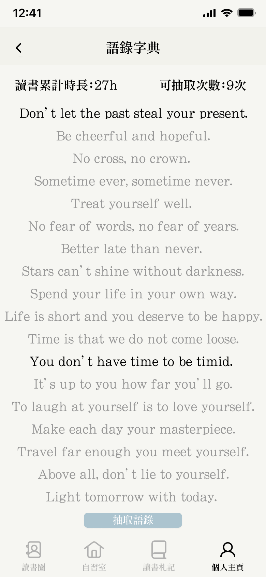 12:41
語錄字典
讀書累計時長：27h
可抽取次數：9次
Don't let the past steal your present.
Be cheerful and hopeful.
No cross, no crown.
Sometime ever, sometime never.
Treat yourself well.
No fear of words, no fear of years.
Better late than never.
Stars can't shine without darkness.
Spend your life in your own way.
Life is short and you deserve to be happy.
Time is that we do not come loose.
You don't have time to be timid.
It's up to you how far you'll go.
To laugh at yourself is to love yourself.
Make each day your masterpiece.
Travel far enough you meet yourself.
Above all, don't lie to yourself.
Light tomorrow with today.
抽取語錄
讀書圈
自習室
讀書札記
個人主頁